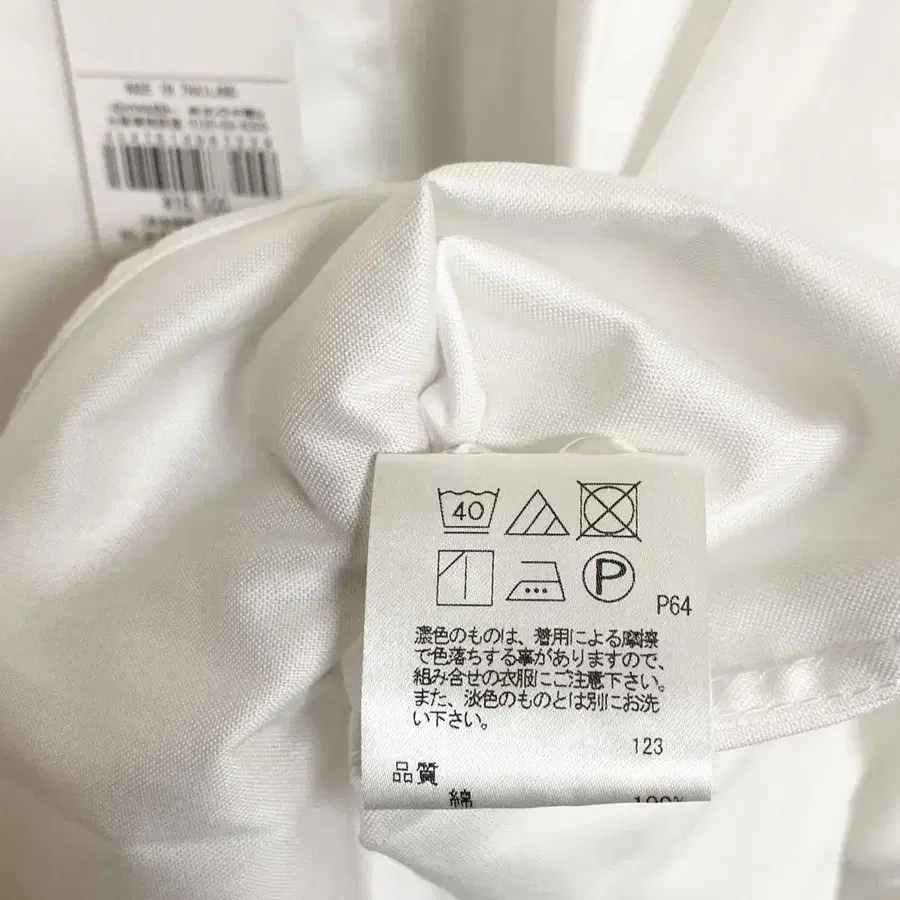 MADE IN THAILAND
40
P
P64
濃色のものは、着用による摩擦
で色落ちする事がありますので、
組み合せの衣服にご注意下さい。
また、淡色のものとは別にお洗
い下さい。
123
品質
綿 100%